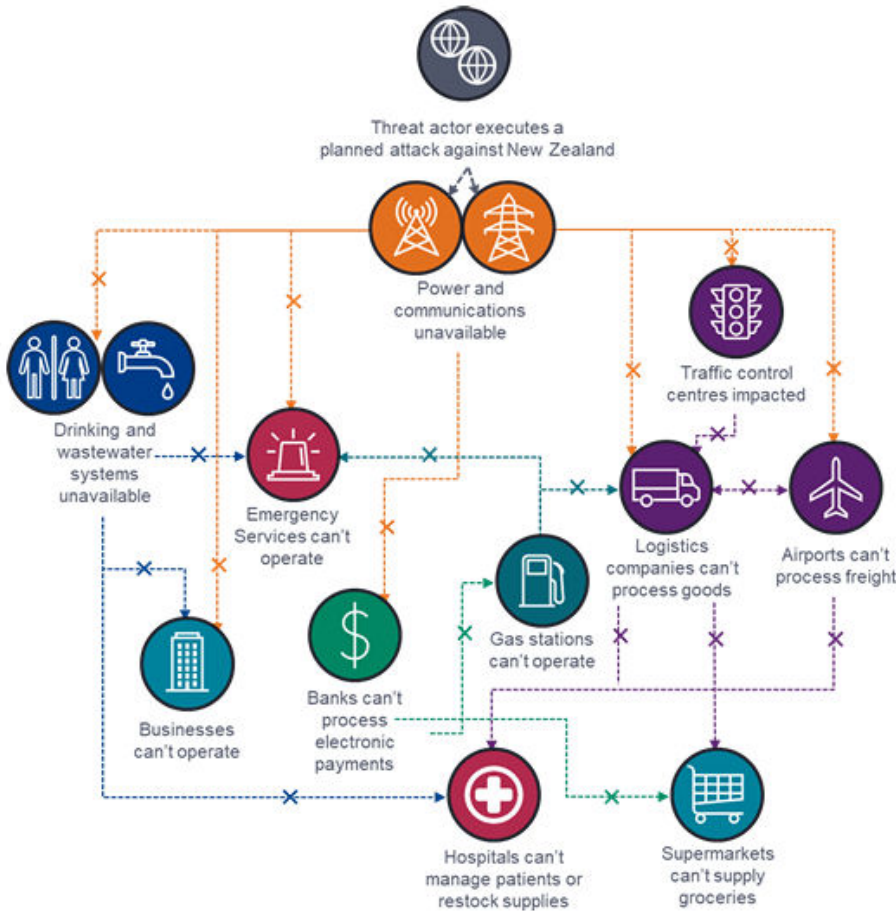 Threat actor executes a
planned attack against New Zealand
Power and
communications
unavailable
Traffic control
centres impacted
Drinking and
wastewater
systems
unavailable
Emergency
Services can't
operate
Logistics
companies can't
process goods
Airports can't
process freight
Gas stations
can't operate
Businesses
can't operate
Banks can't
process
electronic
payments
$
Hospitals can't
manage patients or
restock supplies
Supermarkets
can't supply
groceries